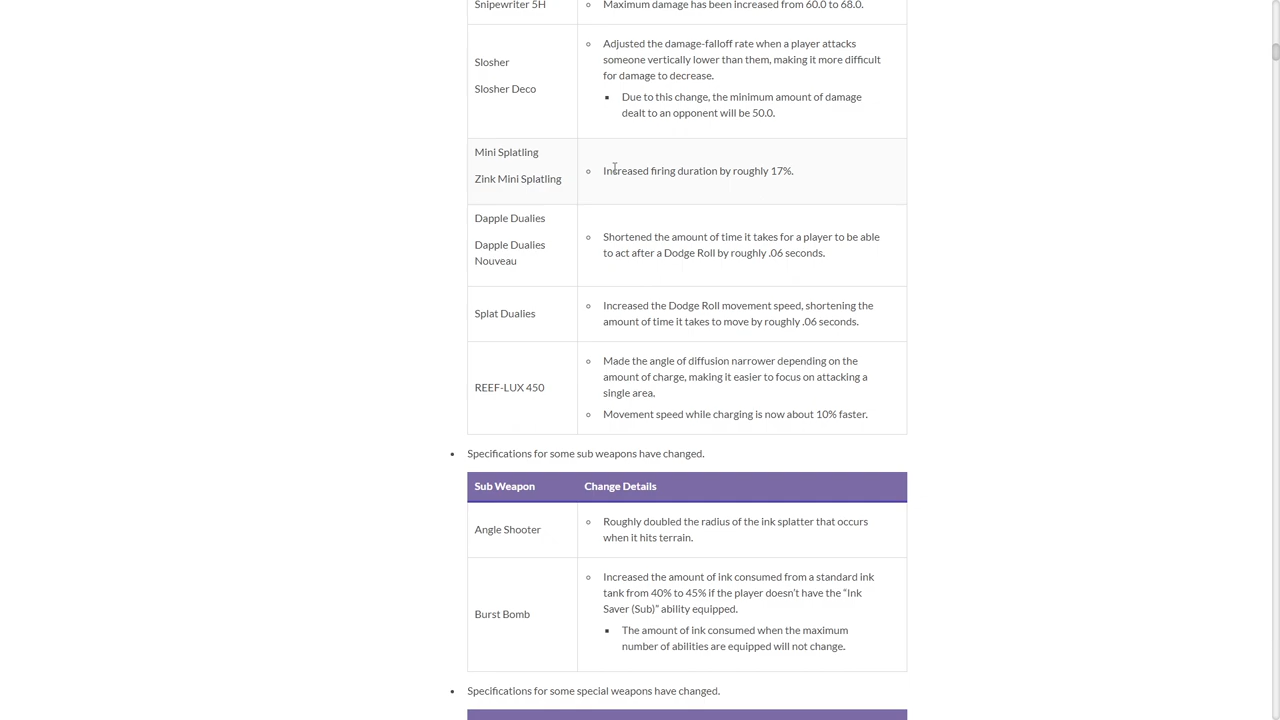 Snipewriter 5H
Maximum damage has been increased from 60.0 to 68.0.
Slosher
Slosher Deco
Adjusted the damage-falloff rate when a player attacks
someone vertically lower than them, making it more difficult
for damage to decrease.
Due to this change, the minimum amount of damage
dealt to an opponent will be 50.0.
Mini Splatling
Zink Mini Splatling
Increased firing duration by roughly 17%.
Dapple Dualies
Dapple Dualies
Nouveau
Shortened the amount of time it takes for a player to be able
to act after a Dodge Roll by roughly .06 seconds.
Splat Dualies
Increased the Dodge Roll movement speed, shortening the
amount of time it takes to move by roughly .06 seconds.
REEF-LUX 450
Made the angle of diffusion narrower depending on the
amount of charge, making it easier to focus on attacking a
single area.
Movement speed while charging is now about 10% faster.
Specifications for some sub weapons have changed.
Sub Weapon
Change Details
Angle Shooter
Roughly doubled the radius of the ink splatter that occurs
when it hits terrain.
Burst Bomb
Increased the amount of ink consumed from a standard ink
tank from 40% to 45% if the player doesn’t have the “Ink
Saver (Sub)” ability equipped.
The amount of ink consumed when the maximum
number of abilities are equipped will not change.
Specifications for some special weapons have changed.